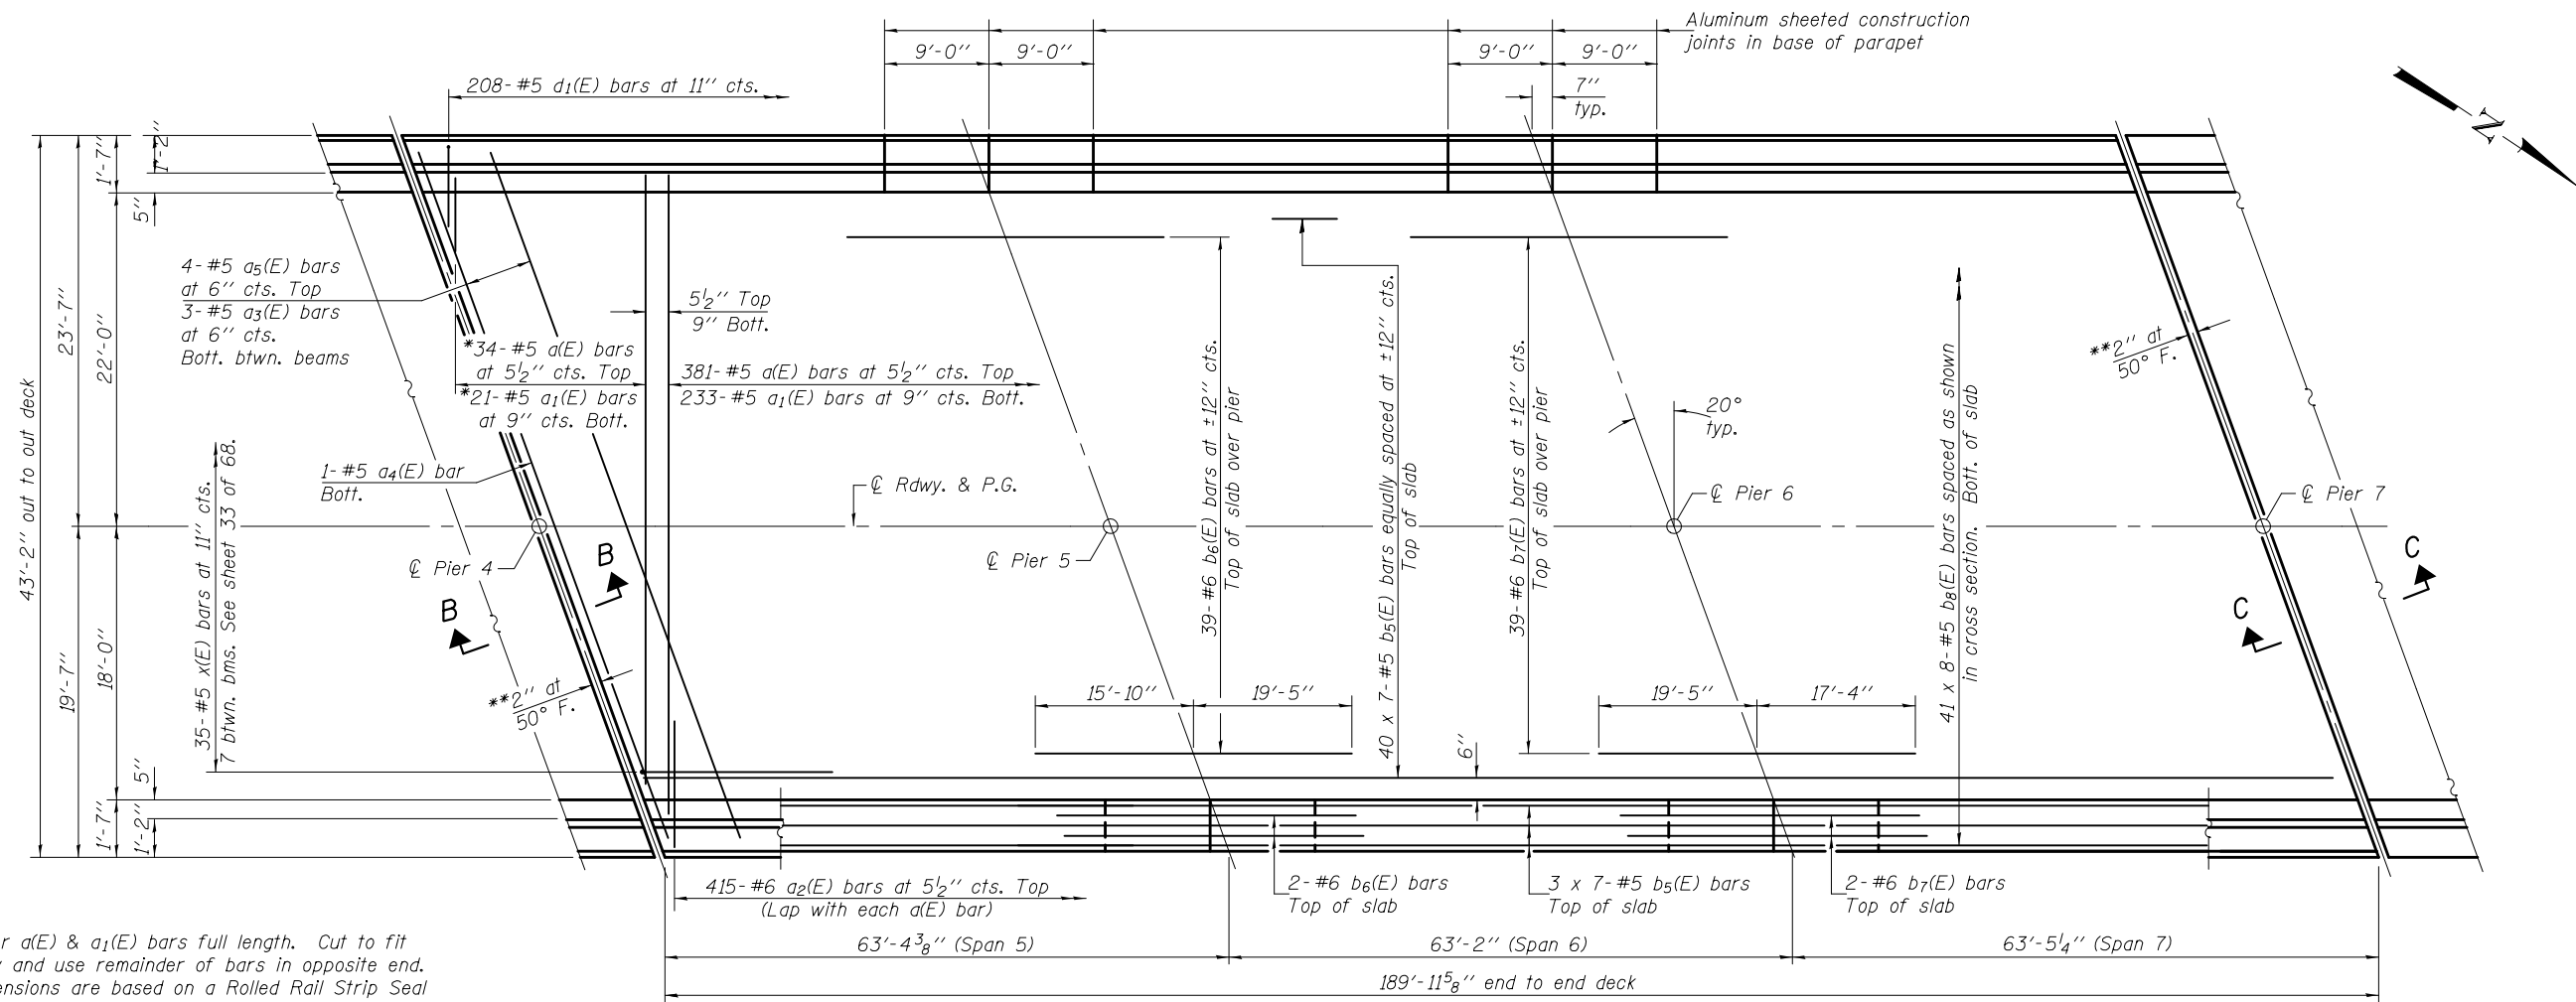 Aluminum sheeted construction
joints in base of parapet
9'-0"
9'-0"
9'-0"
9'-0"
7"
typ.
208-#5 d1(E) bars at 11" cts.
N
1'-7"
1'-2"
5"
23'-7"
22'-0"
43'-2" out to out deck
19'-7"
18'-0"
5"
1'-7"
1'-2"
4-#5 a5(E) bars
at 6" cts. Top
3-#5 a3(E) bars
at 6" cts.
Bott. btwn. beams
5½" Top
9" Bott.
*34-#5 a(E) bars
at 5½" cts. Top
*21-#5 a1(E) bars
at 9" cts. Bott.
381-#5 a(E) bars at 5½" cts. Top
233-#5 a1(E) bars at 9" cts. Bott.
1-#5 a4(E) bar
Bott.
35-#5 x(E) bars at 11" cts.
7 btwn. bms. See sheet 33 of 68.
℄ Rdwy. & P.G.
℄ Pier 4
℄ Pier 5
℄ Pier 6
℄ Pier 7
20°
typ.
39-#6 b6(E) bars at ±12" cts.
Top of slab over pier
40 x 7-#5 b5(E) bars equally spaced at ±12" cts.
Top of slab
39-#6 b7(E) bars at ±12" cts.
Top of slab over pier
41 x 8-#5 b8(E) bars spaced as shown
in cross section. Bott. of slab
**2" at
50° F.
**2" at
50° F.
B
B
C
C
15'-10"
19'-5"
19'-5"
17'-4"
6"
415-#6 a2(E) bars at 5½" cts. Top
(Lap with each a(E) bar)
2-#6 b6(E) bars
Top of slab
3 x 7-#5 b5(E) bars
Top of slab
2-#6 b7(E) bars
Top of slab
63'-4⅜" (Span 5)
63'-2" (Span 6)
63'-5¼" (Span 7)
189'-11⅝" end to end deck
a(E) & a1(E) bars full length. Cut to fit
and use remainder of bars in opposite end.
are based on a Rolled Rail Strip Seal